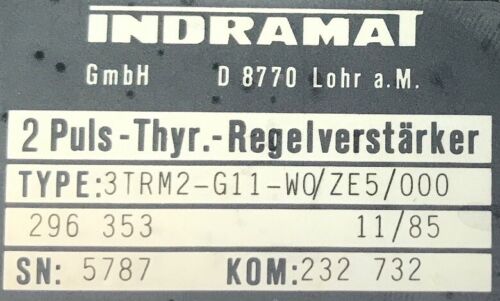 INDRAMAT
GmbH D 8770 Lohr a.M.
2 Puls-Thyr.-Regelverstärker
TYPE:3TRM2-G11-W0/ZE5/000
296 353 11/85
SN: 5787 KOM:232 732